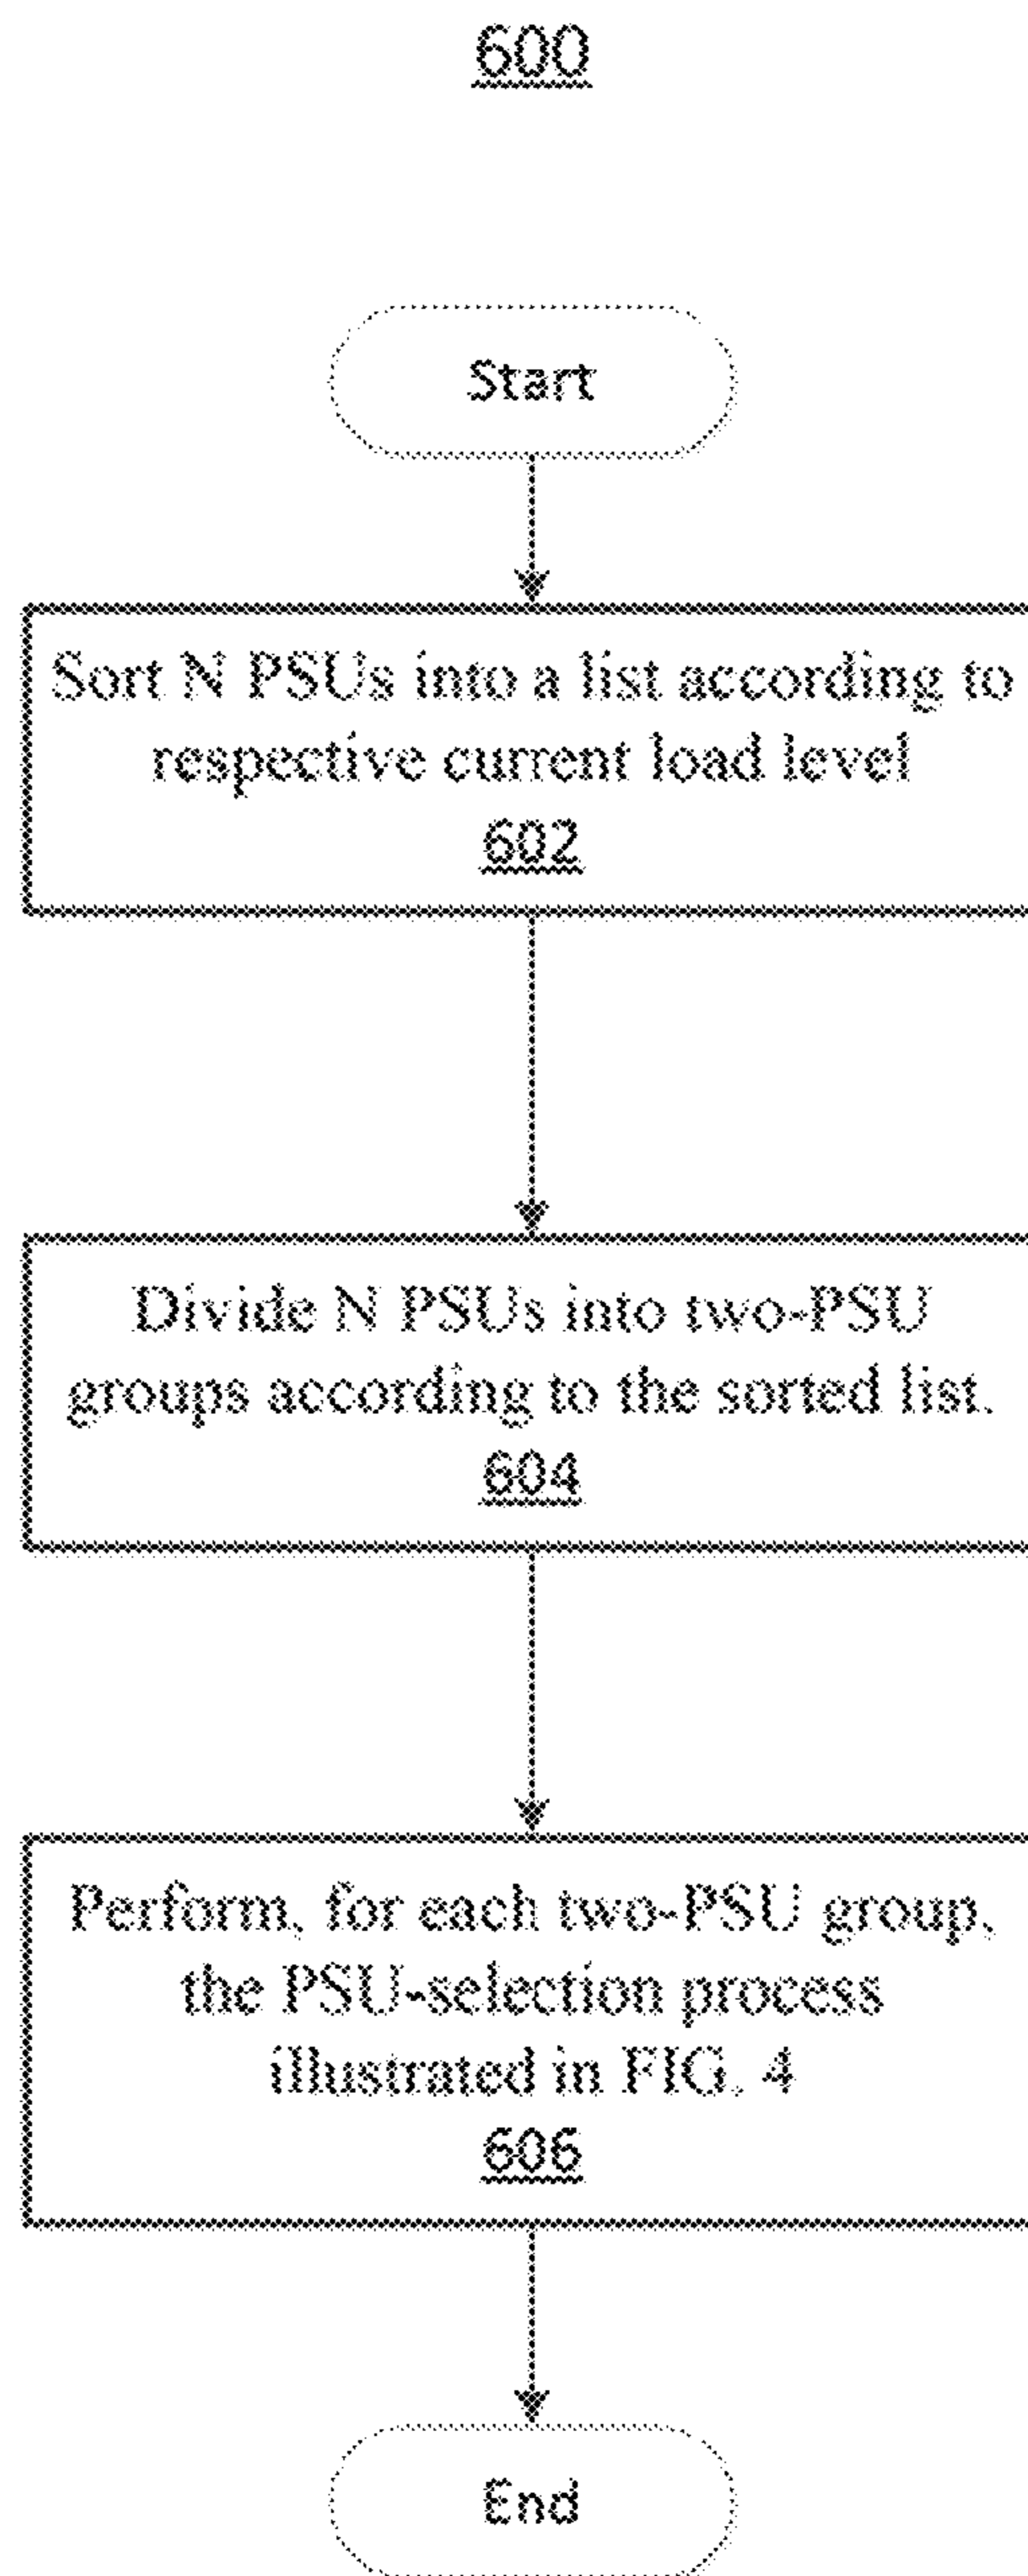 600
Start
Sort N PSUs into a list according to
respective current load level
602
Divide N PSUs into two-PSU
groups according to the sorted list.
604
Perform, for each two-PSU group,
the PSU-selection process
illustrated in FIG. 4
606
End